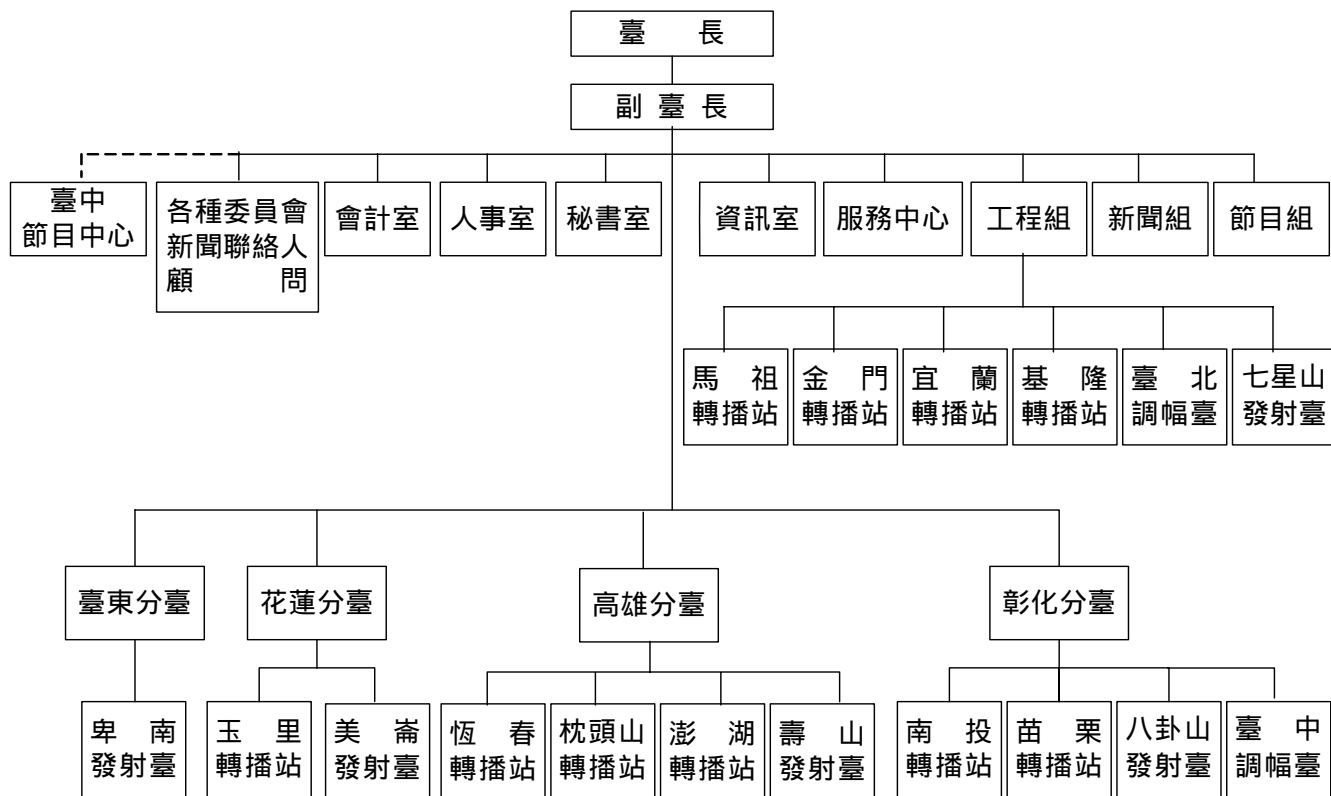 臺長
副臺長
臺中
節目中心
各種委員會
新聞聯絡人
顧問
會計室
人事室
秘書室
資訊室
服務中心
工程組
新聞組
節目組
馬祖
轉播站
金門
轉播站
宜蘭
轉播站
基隆
轉播站
臺北
調幅臺
七星山
發射臺
臺東分臺
花蓮分臺
高雄分臺
彰化分臺
卑南
發射臺
玉里
轉播站
美崙
發射臺
恆春
轉播站
枕頭山
轉播站
澎湖
轉播站
壽山
發射臺
南投
轉播站
苗栗
轉播站
八卦山
發射臺
臺中
調幅臺